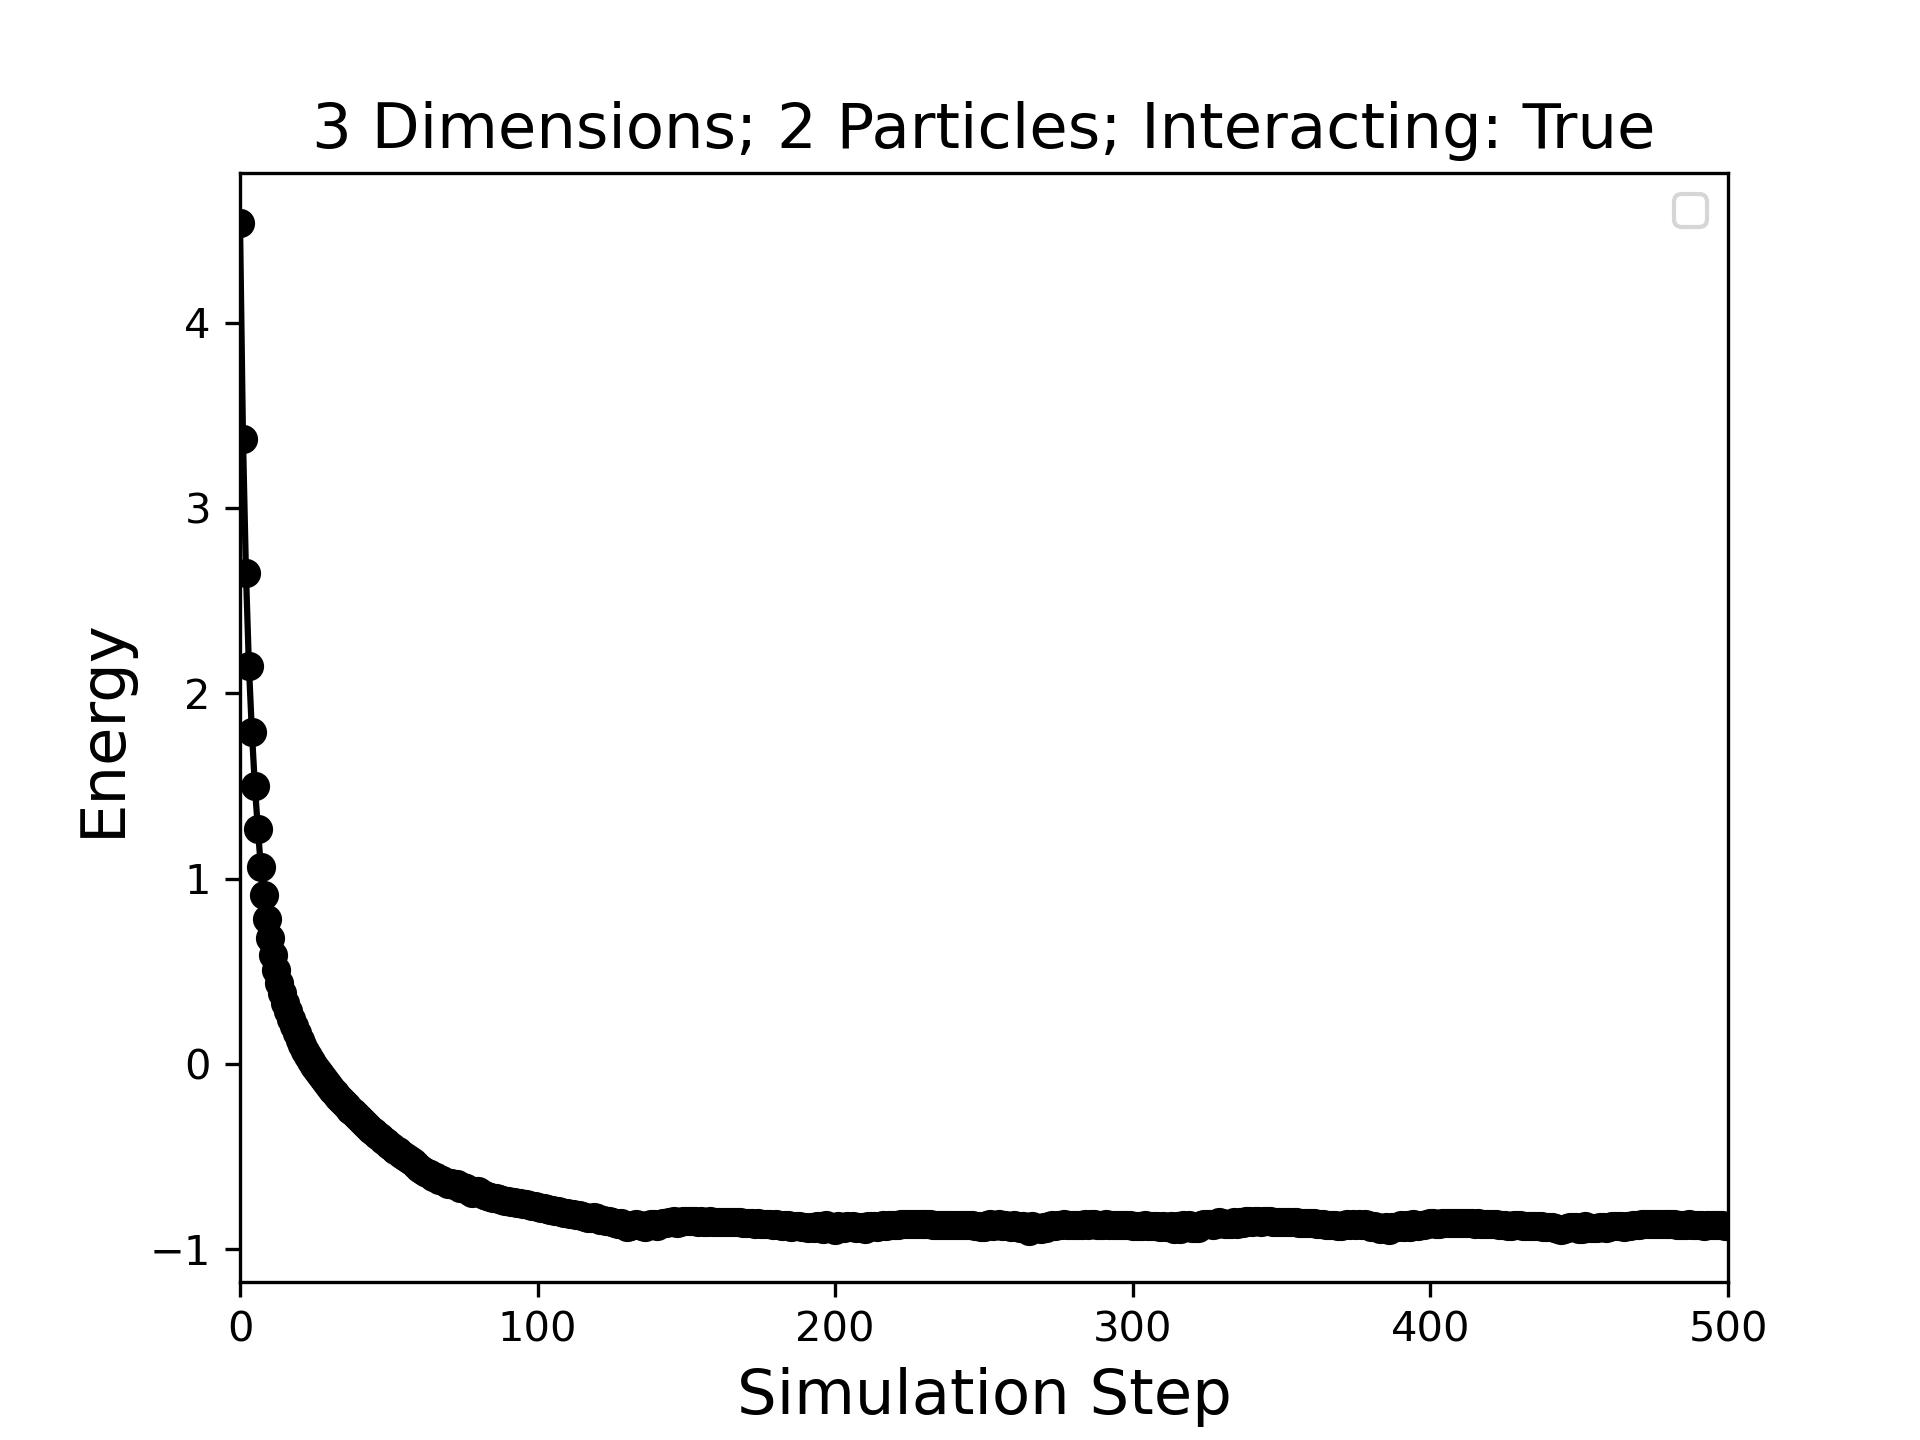 3 Dimensions; 2 Particles; Interacting: True
Energy
4
3
2
1
0
−1
0 100 200 300 400 500
Simulation Step